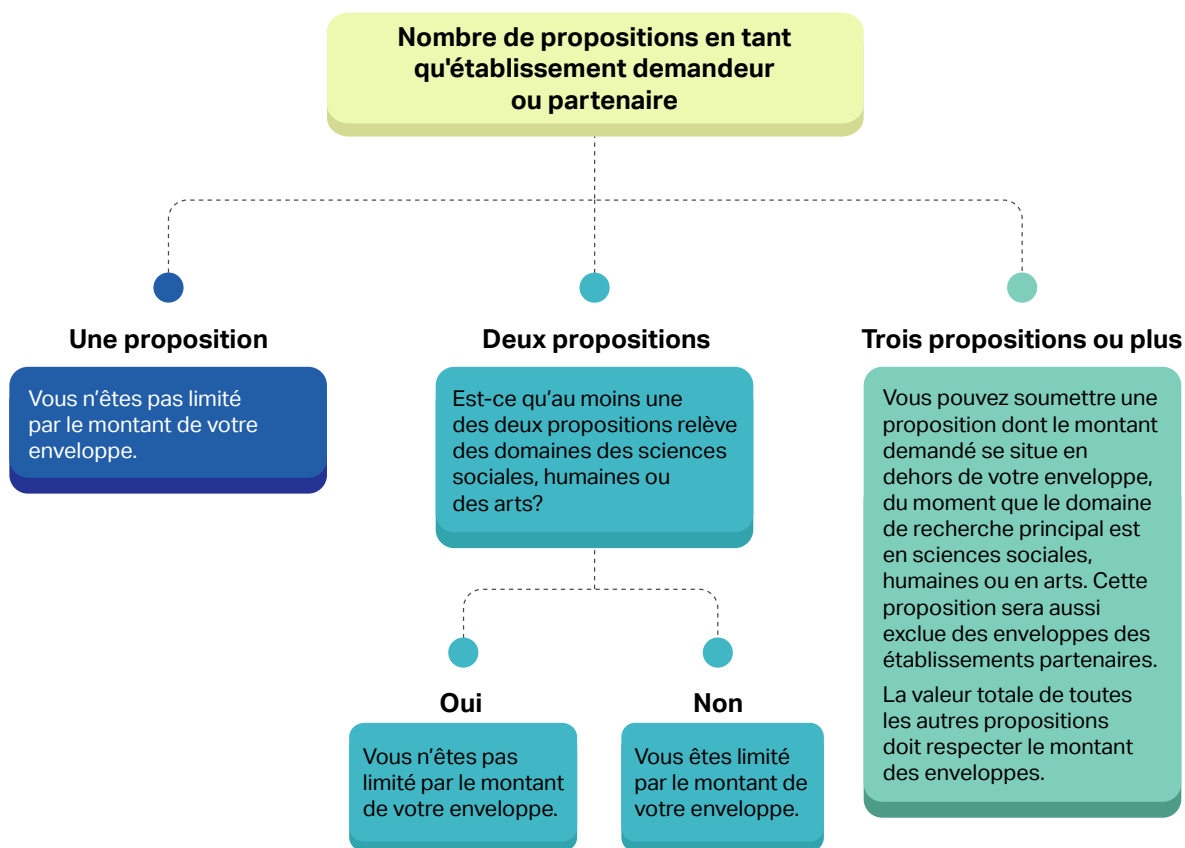 Nombre de propositions en tant
qu'établissement demandeur
ou partenaire
Une proposition
Vous n’êtes pas limité
par le montant de votre
enveloppe.
Deux propositions
Est-ce qu’au moins une
des deux propositions relève
des domaines des sciences
sociales, humaines ou
des arts?
Oui
Vous n’êtes pas
limité par le montant
de votre enveloppe.
Non
Vous êtes limité
par le montant de
votre enveloppe.
Trois propositions ou plus
Vous pouvez soumettre une
proposition dont le montant
demandé se situe en
dehors de votre enveloppe,
du moment que le domaine
de recherche principal est
en sciences sociales,
humaines ou en arts. Cette
proposition sera aussi
exclue des enveloppes des
établissements partenaires.
La valeur totale de toutes
les autres propositions
doit respecter le montant
des enveloppes.